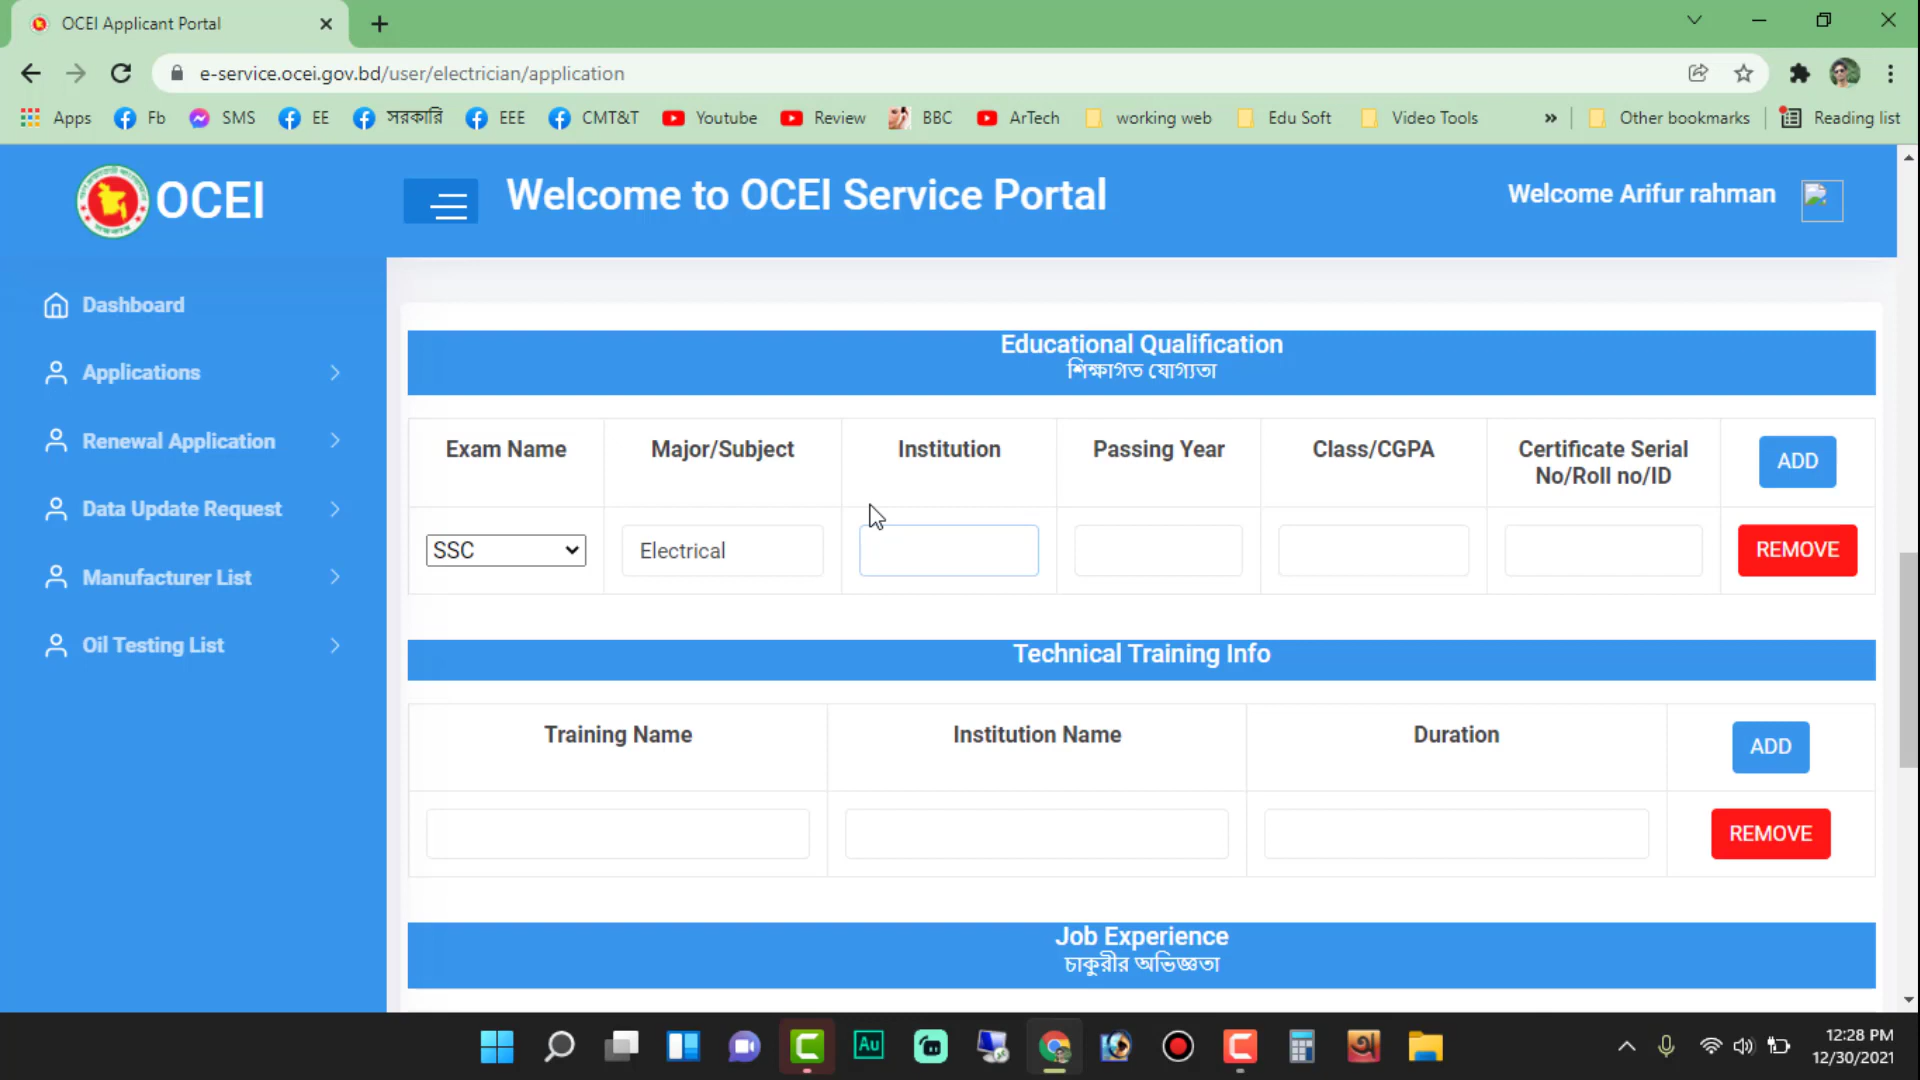 OCEI Applicant Portal
e-service.ocei.gov.bd/user/electrician/application
Apps Fb SMS EE সরকারি EEE CMT&T Youtube Review BBC ArTech working web Edu Soft Video Tools » Other bookmarks Reading list
OCEI
Welcome to OCEI Service Portal
Welcome Arifur rahman
Dashboard
Applications
Renewal Application
Data Update Request
Manufacturer List
Oil Testing List
Educational Qualification
শিক্ষাগত যোগ্যতা
Exam Name Major/Subject Institution Passing Year Class/CGPA Certificate Serial No/Roll no/ID ADD
SSC Electrical REMOVE
Technical Training Info
Training Name Institution Name Duration ADD
REMOVE
Job Experience
চাকুরীর অভিজ্ঞতা
Au
অ
12:28 PM
12/30/2021